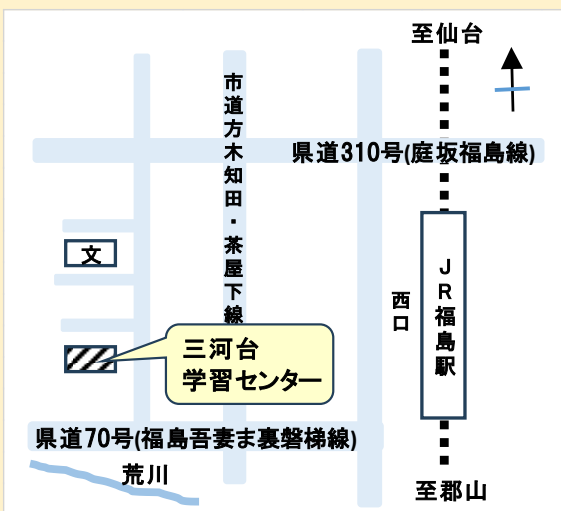 至仙台
市道方木知田・茶屋下線
県道310号(庭坂福島線)
文
JR福島駅
西口
三河台
学習センター
県道70号(福島吾妻ま裏磐梯線)
荒川
至郡山